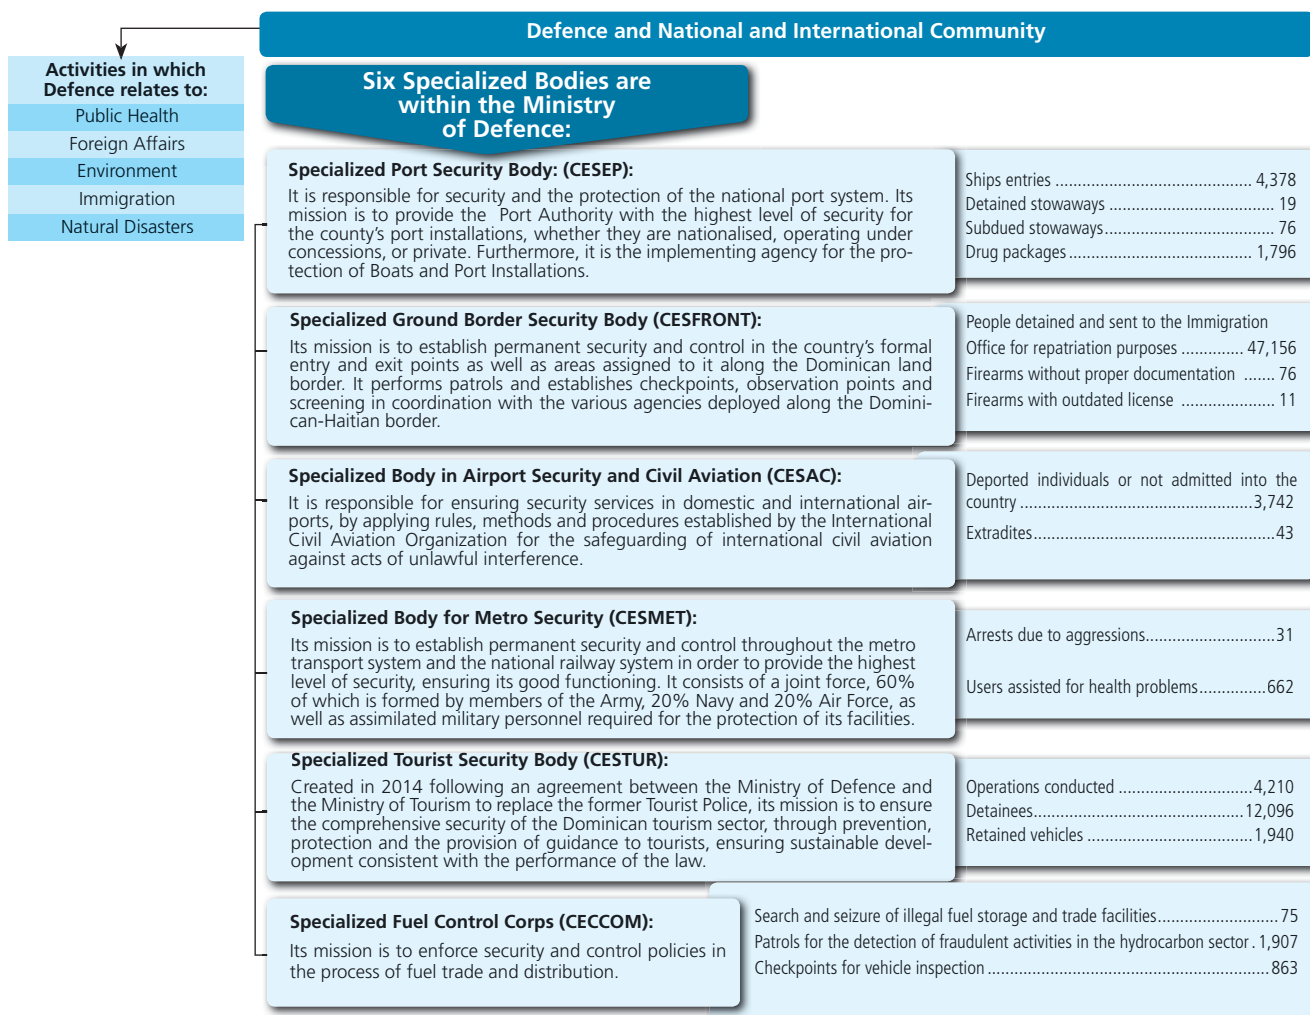 Defence and National and International Community
Activities in which
Defence relates to:
Public Health
Foreign Affairs
Environment
Immigration
Natural Disasters
Six Specialized Bodies are
within the Ministry
of Defence:
Specialized Port Security Body: (CESEP):
It is responsible for security and the protection of the national port system. Its
mission is to provide the Port Authority with the highest level of security for
the county's port installations, whether they are nationalised, operating under
concessions, or private. Furthermore, it is the implementing agency for the pro-
tection of Boats and Port Installations.
Ships entries ............................................ 4,378
Detained stowaways ..................................... 19
Subdued stowaways...................................... 76
Drug packages ......................................... 1,796
Specialized Ground Border Security Body (CESFRONT):
Its mission is to establish permanent security and control in the country's formal
entry and exit points as well as areas assigned to it along the Dominican land
border. It performs patrols and establishes checkpoints, observation points and
screening in coordination with the various agencies deployed along the Domini-
can-Haitian border.
People detained and sent to the Immigration
Office for repatriation purposes .............. 47,156
Firearms without proper documentation ....... 76
Firearms with outdated license ..................... 11
Specialized Body in Airport Security and Civil Aviation (CESAC):
It is responsible for ensuring security services in domestic and international air-
ports, by applying rules, methods and procedures established by the International
Civil Aviation Organization for the safeguarding of international civil aviation
against acts of unlawful interference.
Deported individuals or not admitted into the
country ....................................................3,742
Extradites......................................................43
Specialized Body for Metro Security (CESMET):
Its mission is to establish permanent security and control throughout the metro
transport system and the national railway system in order to provide the highest
level of security, ensuring its good functioning. It consists of a joint force, 60%
of which is formed by members of the Army, 20% Navy and 20% Air Force, as
well as assimilated military personnel required for the protection of its facilities.
Arrests due to aggressions.............................31
Users assisted for health problems...............662
Specialized Tourist Security Body (CESTUR):
Created in 2014 following an agreement between the Ministry of Defence and
the Ministry of Tourism to replace the former Tourist Police, its mission is to ensure
the comprehensive security of the Dominican tourism sector, through prevention,
protection and the provision of guidance to tourists, ensuring sustainable devel-
opment consistent with the performance of the law.
Operations conducted ..............................4,210
Detainees...............................................12,096
Retained vehicles .....................................1,940
Specialized Fuel Control Corps (CECCOM):
Its mission is to enforce security and control policies in
the process of fuel trade and distribution.
Search and seizure of illegal fuel storage and trade facilities...........................75
Patrols for the detection of fraudulent activities in the hydrocarbon sector . 1,907
Checkpoints for vehicle inspection ...............................................................863